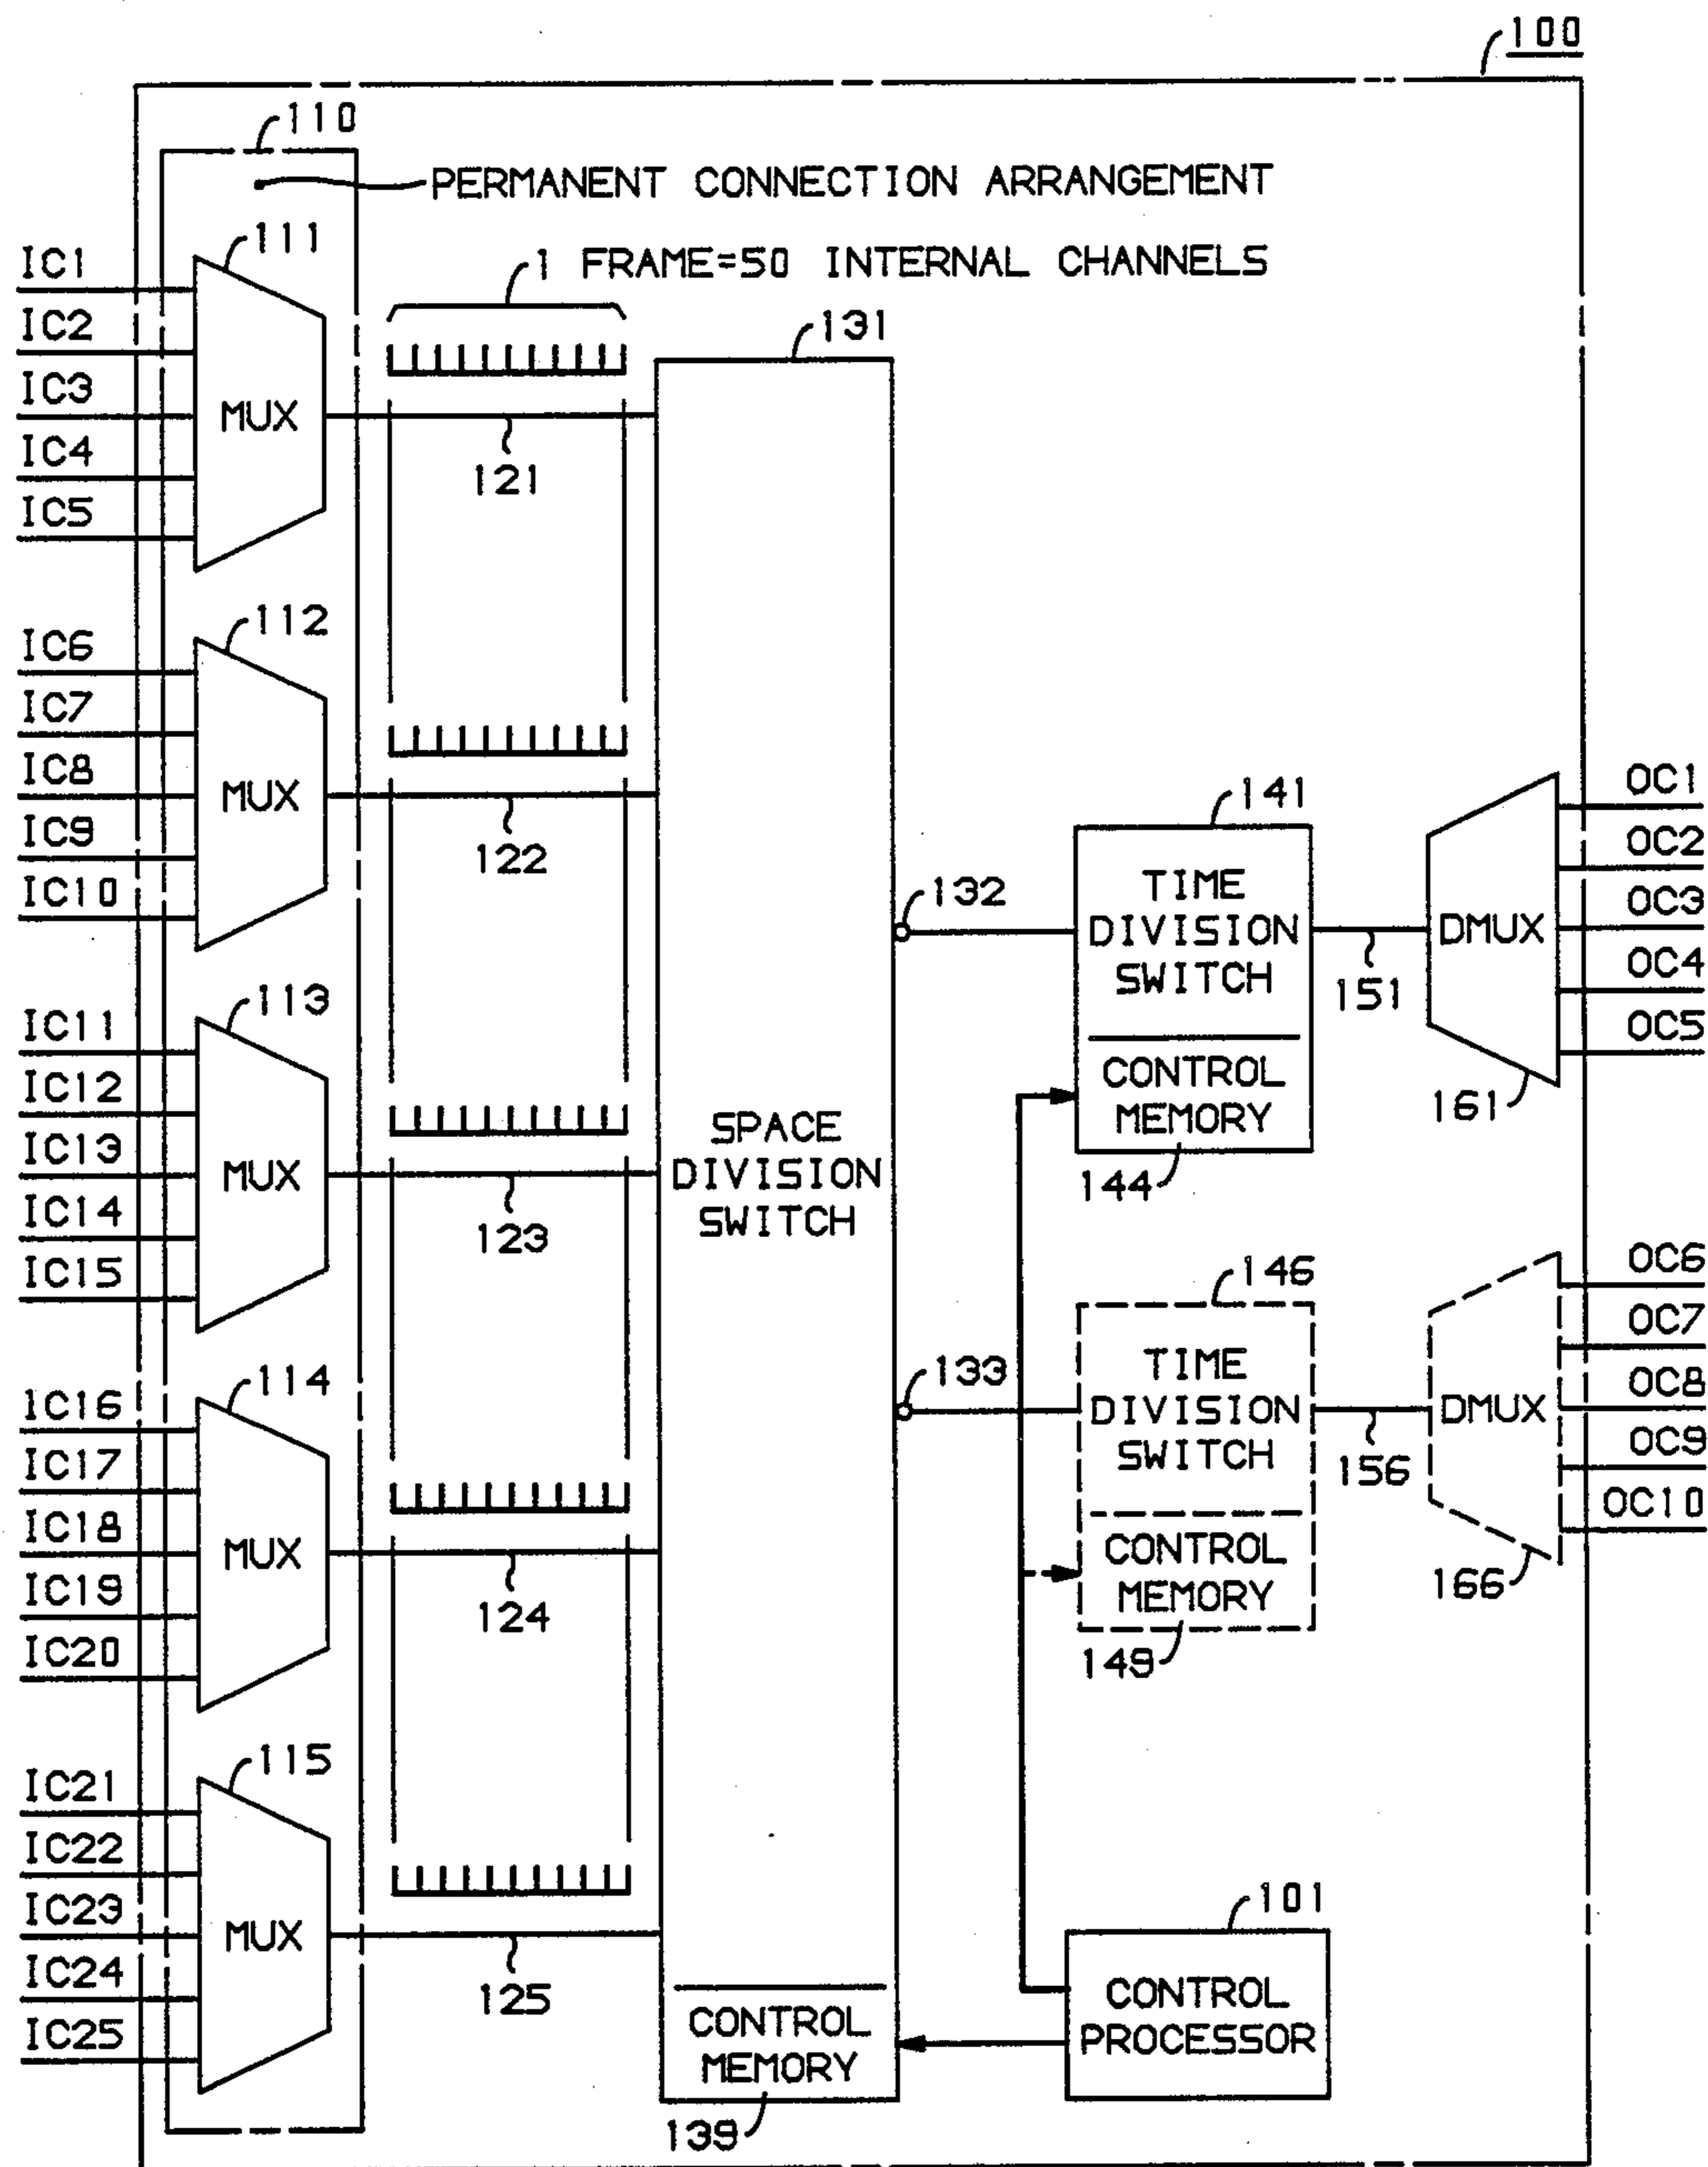 100
110
PERMANENT CONNECTION ARRANGEMENT
111
1 FRAME=50 INTERNAL CHANNELS
IC1
IC2
IC3
IC4
IC5
MUX
121
131
112
IC6
IC7
IC8
IC9
IC10
MUX
122
113
IC11
IC12
IC13
IC14
IC15
MUX
123
114
IC16
IC17
IC18
IC19
IC20
MUX
124
115
IC21
IC22
IC23
IC24
IC25
MUX
125
SPACE
DIVISION
SWITCH
CONTROL
MEMORY
139
132
141
TIME
DIVISION
SWITCH
CONTROL
MEMORY
144
151
DMUX
161
OC1
OC2
OC3
OC4
OC5
133
146
TIME
DIVISION
SWITCH
CONTROL
MEMORY
149
156
DMUX
166
OC6
OC7
OC8
OC9
OC10
101
CONTROL
PROCESSOR